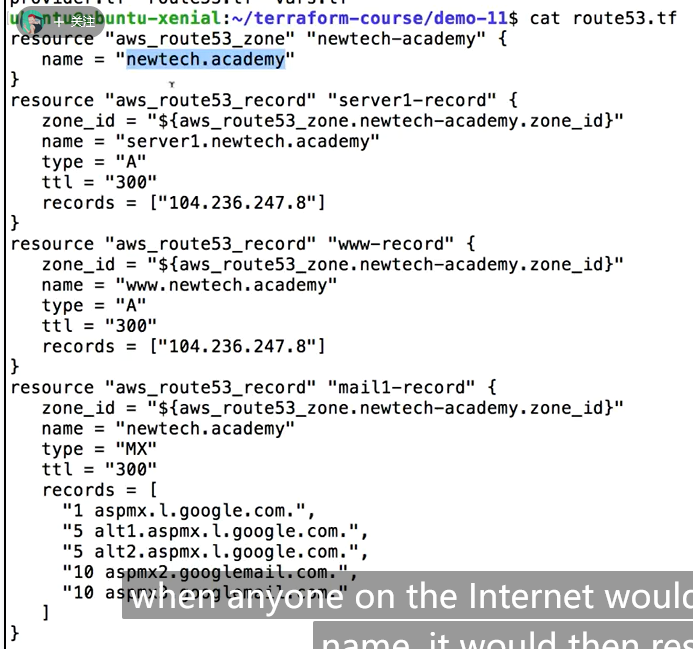 provider.tf route53.tf vars.tf
ubuntu@ubuntu-xenial:~/terraform-course/demo-11$ cat route53.tf
+ 关注
resource "aws_route53_zone" "newtech-academy" {
   name = "newtech.academy"
}
resource "aws_route53_record" "server1-record" {
   zone_id = "${aws_route53_zone.newtech-academy.zone_id}"
   name = "server1.newtech.academy"
   type = "A"
   ttl = "300"
   records = ["104.236.247.8"]
}
resource "aws_route53_record" "www-record" {
   zone_id = "${aws_route53_zone.newtech-academy.zone_id}"
   name = "www.newtech.academy"
   type = "A"
   ttl = "300"
   records = ["104.236.247.8"]
}
resource "aws_route53_record" "mail1-record" {
   zone_id = "${aws_route53_zone.newtech-academy.zone_id}"
   name = "newtech.academy"
   type = "MX"
   ttl = "300"
   records = [
     "1 aspmx.l.google.com.",
     "5 alt1.aspmx.l.google.com.",
     "5 alt2.aspmx.l.google.com.",
     "10 aspmx2.googlemail.com.",
     "10 aspmx3.googlemail.com."
   ]
}
when anyone on the Internet would
name, it would then res